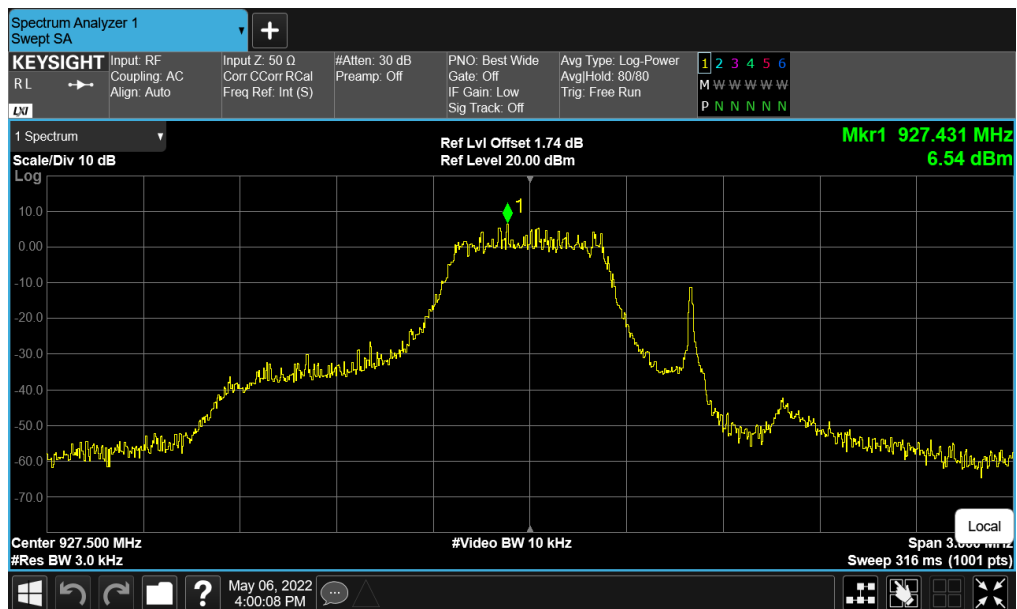 Spectrum Analyzer 1
Swept SA
+
KEYSIGHT
RL
LXI
Input: RF
Coupling: AC
Align: Auto
Input Z: 50 Ω
Corr CCorr RCal
Freq Ref: Int (S)
#Atten: 30 dB
Preamp: Off
PNO: Best Wide
Gate: Off
IF Gain: Low
Sig Track: Off
Avg Type: Log-Power
Avg|Hold: 80/80
Trig: Free Run
1 2 3 4 5 6
M W W W W W
P N N N N N
1 Spectrum
Scale/Div 10 dB
Log
Ref Lvl Offset 1.74 dB
Ref Level 20.00 dBm
Mkr1 927.431 MHz
6.54 dBm
1
10.0
0.00
-10.0
-20.0
-30.0
-40.0
-50.0
-60.0
-70.0
Local
Center 927.500 MHz
#Res BW 3.0 kHz
#Video BW 10 kHz
Span
Sweep 316 ms (1001 pts)
?
May 06, 2022
4:00:08 PM